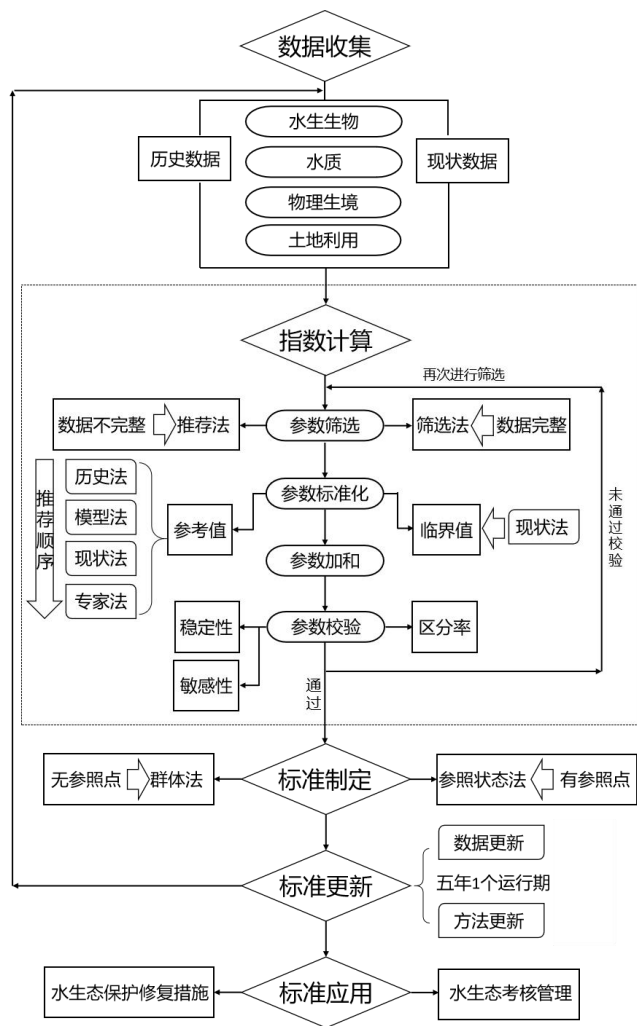 数据收集
水生生物
历史数据
水质
现状数据
物理生境
土地利用
指数计算
再次进行筛选
数据不完整
推荐法
参数筛选
筛选法
数据完整
推荐顺序
历史法
模型法
现状法
专家法
参考值
参数标准化
临界值
现状法
未通过校验
参数加和
稳定性
参数校验
区分率
敏感性
通过
无参照点
群体法
标准制定
参照状态法
有参照点
标准更新
数据更新
五年1个运行期
方法更新
水生态保护修复措施
标准应用
水生态考核管理